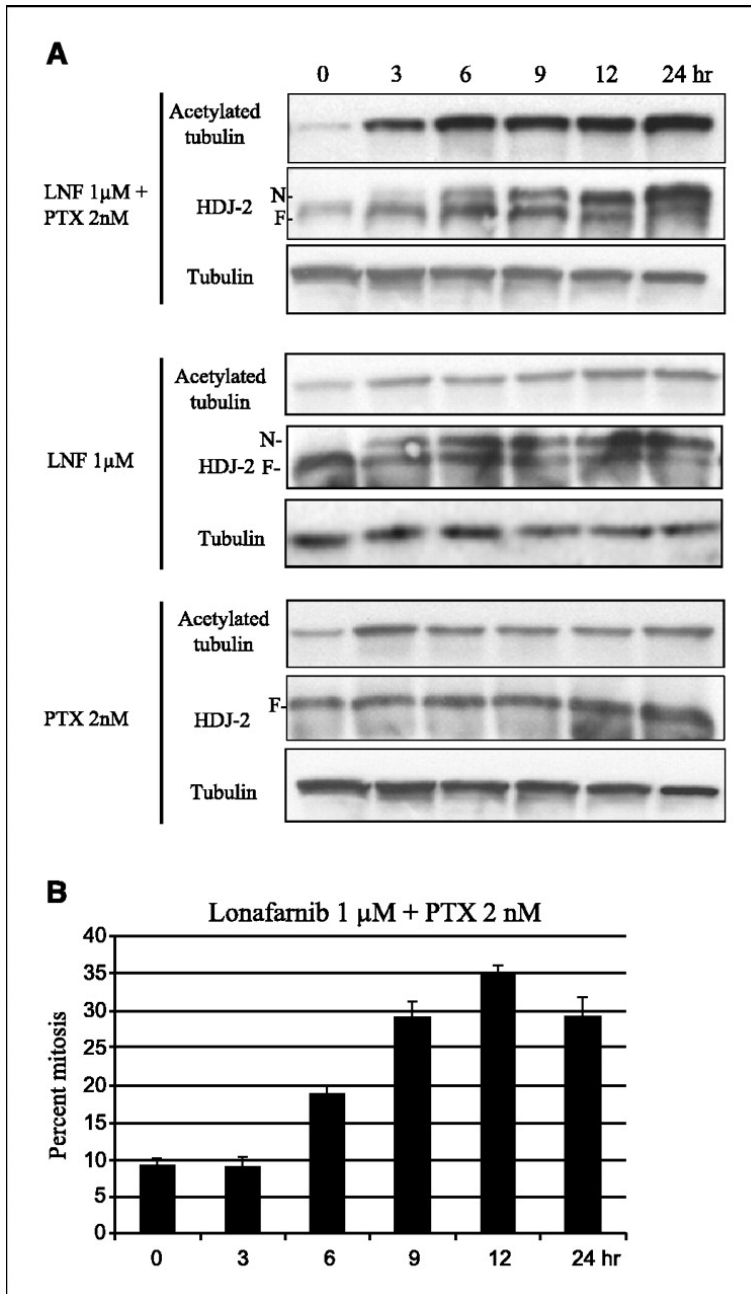 A
0 3 6 9 12 24 hr
Acetylated
tubulin
LNF 1μM +
PTX 2nM
HDJ-2
N-
F-
Tubulin
Acetylated
tubulin
LNF 1μM
N-
HDJ-2 F-
Tubulin
Acetylated
tubulin
PTX 2nM
F-
HDJ-2
Tubulin
B
Lonafarnib 1 μM + PTX 2 nM
Percent mitosis
40
35
30
25
20
15
10
5
0
0 3 6 9 12 24 hr